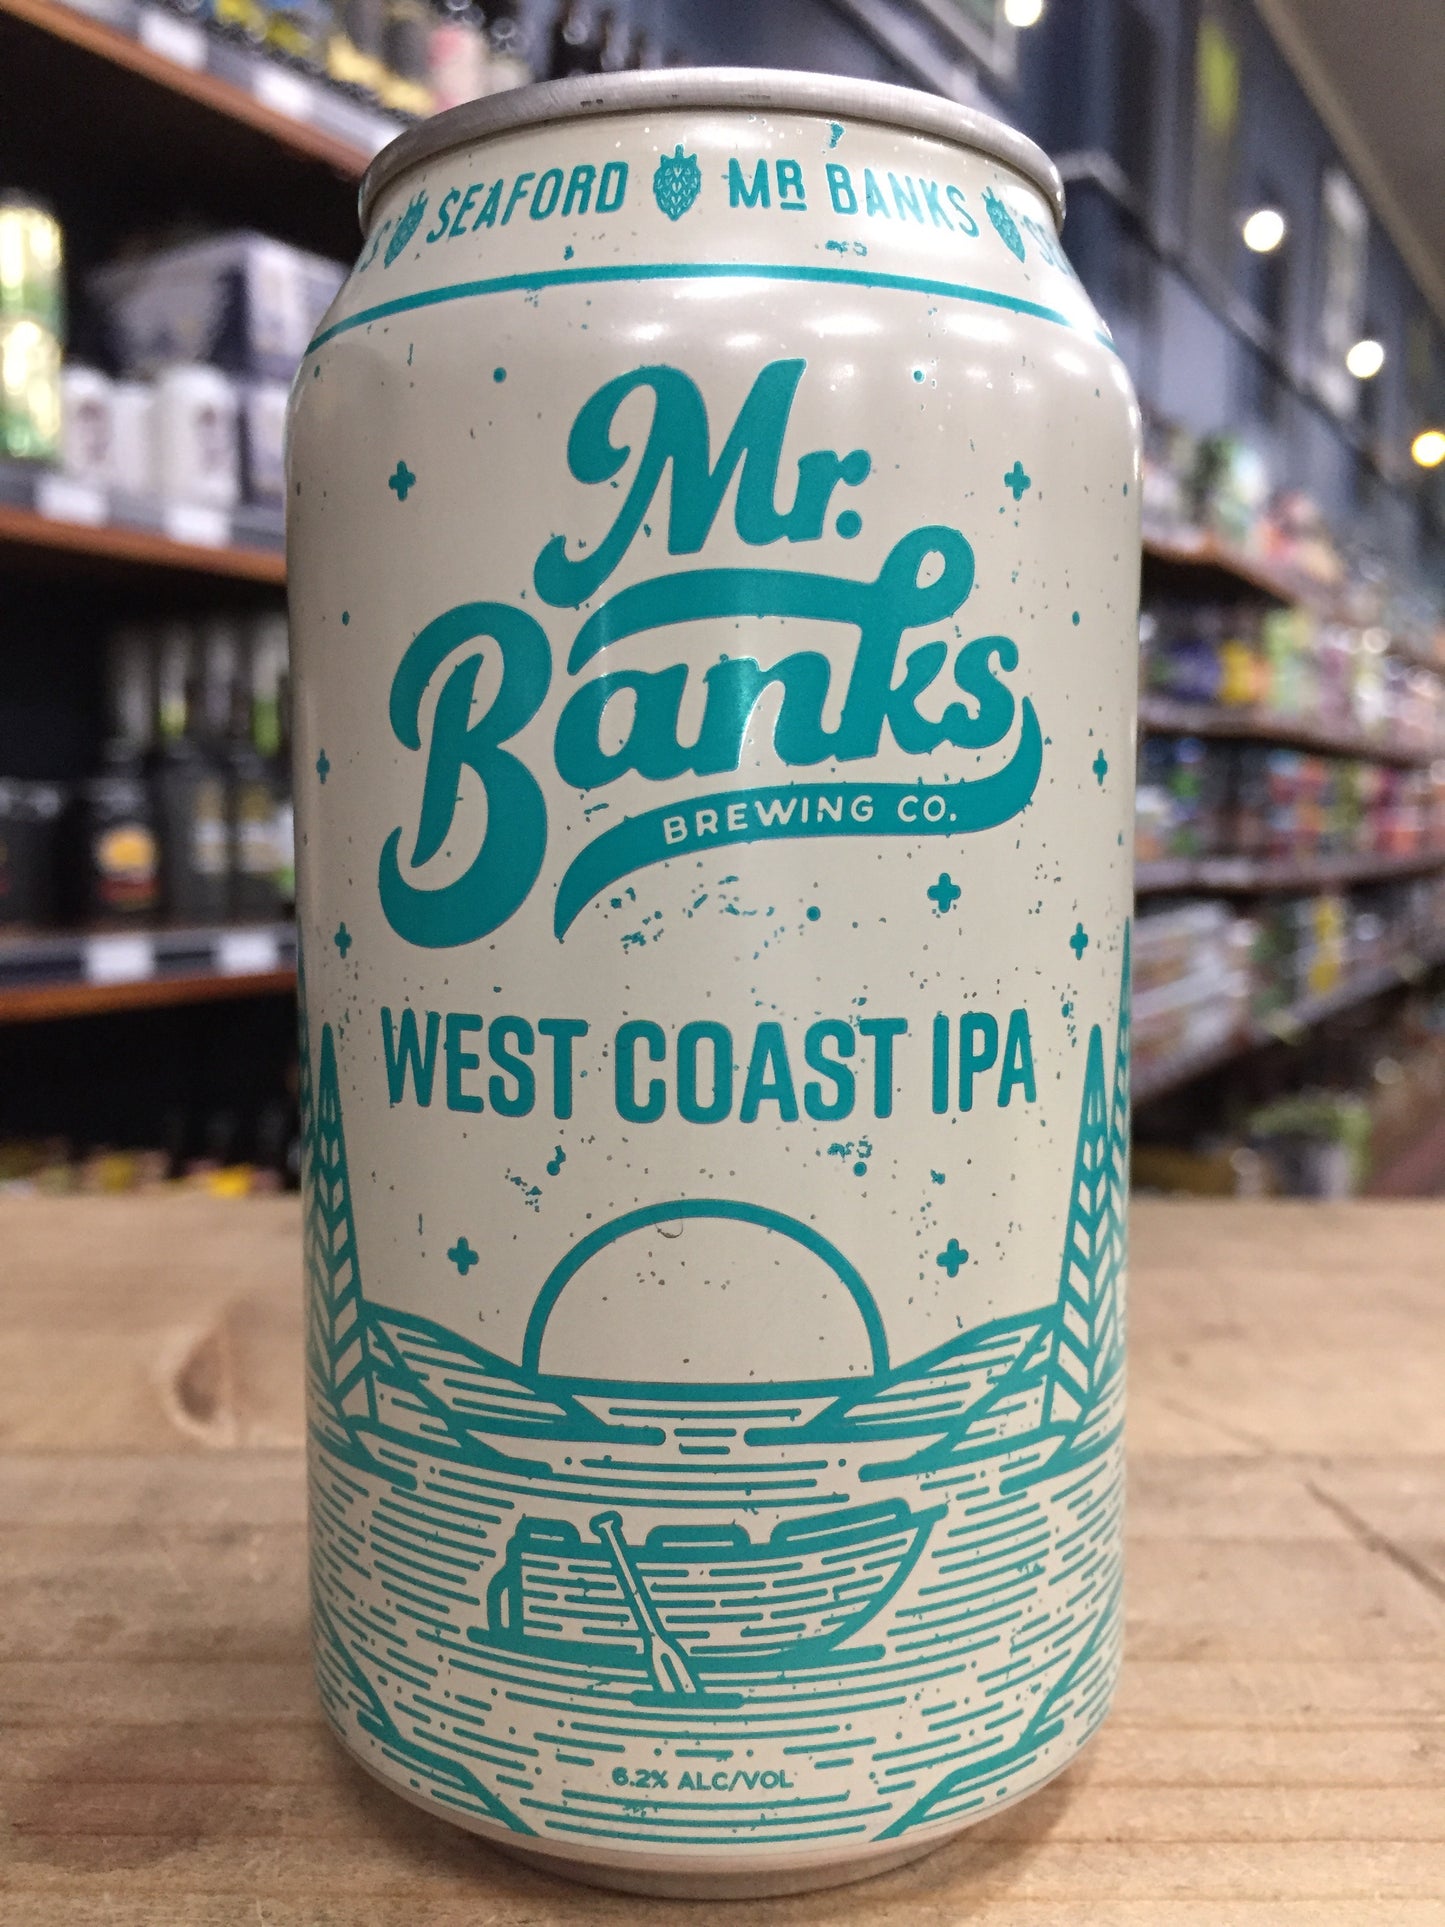 SEAFORD MR BANKS
Mr.
Banks
BREWING CO.
WEST COAST IPA
6.2% ALC/VOL